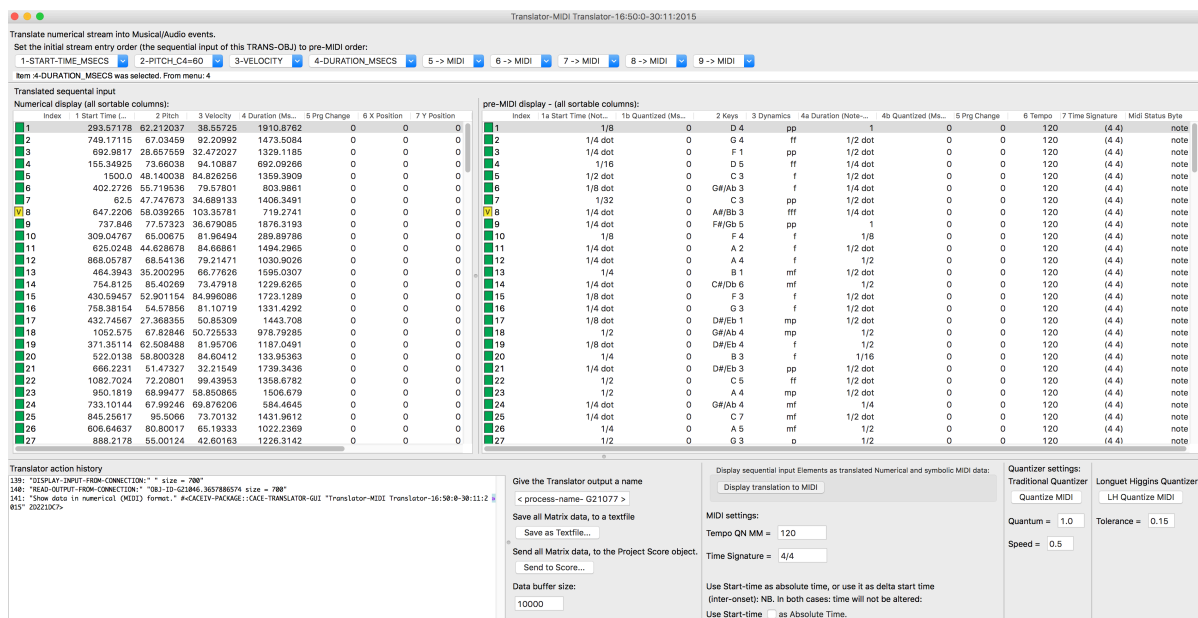 Translator-MIDI Translator-16:50:0-30:11:2015
Translate numerical stream into Musical/Audio events.
Set the initial stream entry order (the sequential input of this TRANS-OBJ) to pre-MIDI order:
1-START-TIME_MSECS 2-PITCH_C4=60 3-VELOCITY 4-DURATION_MSECS 5 -> MIDI 6 -> MIDI 7 -> MIDI 8 -> MIDI 9 -> MIDI
Item :4-DURATION_MSECS was selected. From menu: 4
Translated sequental input
Numerical display (all sortable columns):
Index 1 Start Time (... 2 Pitch 3 Velocity 4 Duration (Ms... 5 Prg Change 6 X Position 7 Y Position
1 293.57178 62.212037 38.55725 1910.8762 0 0 0
2 749.17115 67.03459 92.20992 1473.5084 0 0 0
3 692.9817 28.657559 32.472027 1329.1185 0 0 0
4 155.34925 73.66038 94.10887 692.09266 0 0 0
5 1500.0 48.140038 84.826256 1359.3909 0 0 0
6 402.2726 55.719536 79.57801 803.9861 0 0 0
7 62.5 47.747673 34.689133 1406.3491 0 0 0
V 8 647.2206 58.039265 103.35781 719.2741 0 0 0
9 737.846 77.57323 36.679085 1876.3193 0 0 0
10 309.04767 65.00675 81.96494 289.89786 0 0 0
11 625.0248 44.628678 84.66861 1494.2965 0 0 0
12 868.05787 68.54136 79.21471 1030.9026 0 0 0
13 464.3943 35.200295 66.77626 1595.0307 0 0 0
14 754.8125 85.40269 73.47918 1229.6265 0 0 0
15 430.59457 52.901154 84.996086 1723.1289 0 0 0
16 758.38154 54.57856 81.10719 1331.4292 0 0 0
17 432.74567 27.368355 50.85309 1443.708 0 0 0
18 1052.575 67.82846 50.725533 978.79285 0 0 0
19 371.35114 62.508488 81.95706 1187.0491 0 0 0
20 522.0138 58.800328 84.60412 133.95363 0 0 0
21 666.2231 51.47327 32.21549 1739.3436 0 0 0
22 1082.7024 72.20801 99.43953 1358.6782 0 0 0
23 950.1819 68.99477 58.850865 1506.679 0 0 0
24 733.10144 67.99246 69.876206 584.4645 0 0 0
25 845.25617 95.5066 73.70132 1431.9612 0 0 0
26 606.64637 80.80017 65.19333 1022.2369 0 0 0
27 888.2178 55.00124 42.60163 1226.3142 0 0 0
pre-MIDI display - (all sortable columns):
Index 1a Start Time (Not... 1b Quantized (Ms... 2 Keys 3 Dynamics 4a Duration (Note-... 4b Quantized (Ms... 5 Prg Change 6 Tempo 7 Time Signature Midi Status Byte
1 1/8 0 D 4 pp 1 0 0 120 (4 4) note
2 1/4 dot 0 G 4 ff 1/2 dot 0 0 120 (4 4) note
3 1/4 dot 0 F 1 pp 1/2 dot 0 0 120 (4 4) note
4 1/16 0 D 5 ff 1/4 dot 0 0 120 (4 4) note
5 1/2 dot 0 C 3 f 1/2 dot 0 0 120 (4 4) note
6 1/8 dot 0 G#/Ab 3 f 1/4 dot 0 0 120 (4 4) note
7 1/32 0 C 3 pp 1/2 dot 0 0 120 (4 4) note
V 8 1/4 dot 0 A#/Bb 3 fff 1/4 dot 0 0 120 (4 4) note
9 1/4 dot 0 F#/Gb 5 pp 1 0 0 120 (4 4) note
10 1/8 0 F 4 f 1/8 0 0 120 (4 4) note
11 1/4 dot 0 A 2 f 1/2 dot 0 0 120 (4 4) note
12 1/4 dot 0 A 4 f 1/2 0 0 120 (4 4) note
13 1/4 0 B 1 mf 1/2 dot 0 0 120 (4 4) note
14 1/4 dot 0 C#/Db 6 mf 1/2 0 0 120 (4 4) note
15 1/8 dot 0 F 3 f 1/2 dot 0 0 120 (4 4) note
16 1/4 dot 0 G 3 f 1/2 dot 0 0 120 (4 4) note
17 1/8 dot 0 D#/Eb 1 mp 1/2 dot 0 0 120 (4 4) note
18 1/2 0 G#/Ab 4 mp 1/2 0 0 120 (4 4) note
19 1/8 dot 0 D#/Eb 4 f 1/2 0 0 120 (4 4) note
20 1/4 0 B 3 f 1/16 0 0 120 (4 4) note
21 1/4 dot 0 D#/Eb 3 pp 1/2 dot 0 0 120 (4 4) note
22 1/2 0 C 5 ff 1/2 dot 0 0 120 (4 4) note
23 1/2 0 A 4 mp 1/2 dot 0 0 120 (4 4) note
24 1/4 dot 0 G#/Ab 4 mf 1/4 0 0 120 (4 4) note
25 1/4 dot 0 C 7 mf 1/2 dot 0 0 120 (4 4) note
26 1/4 0 A 5 mf 1/2 0 0 120 (4 4) note
27 1/2 0 G 3 p 1/2 0 0 120 (4 4) note
Translator action history
139: "DISPLAY-INPUT-FROM-CONNECTION:" " size = 700"
140: "READ-OUTPUT-FROM-CONNECTION:" "OBJ-ID-G21046.3657886574 size = 700"
141: "Show data in numerical (MIDI) format." #<CACEIV-PACKAGE::CACE-TRANSLATOR-GUI "Translator-MIDI Translator-16:50:0-30:11:2
015" 2D221DC7>
Give the Translator output a name
< process-name- G21077 >
Save all Matrix data, to a textfile
Save as Textfile...
Send all Matrix data, to the Project Score object.
Send to Score...
Data buffer size:
10000
Display sequential input Elements as translated Numerical and symbolic MIDI data:
Display translation to MIDI
MIDI settings:
Tempo QN MM = 120
Time Signature = 4/4
Use Start-time as absolute time, or use it as delta start time
(inter-onset): NB. In both cases: time will not be altered:
Use Start-time as Absolute Time.
Quantizer settings:
Traditional Quantizer
Quantize MIDI
Quantum = 1.0
Speed = 0.5
Longuet Higgins Quantizer
LH Quantize MIDI
Tolerance = 0.15